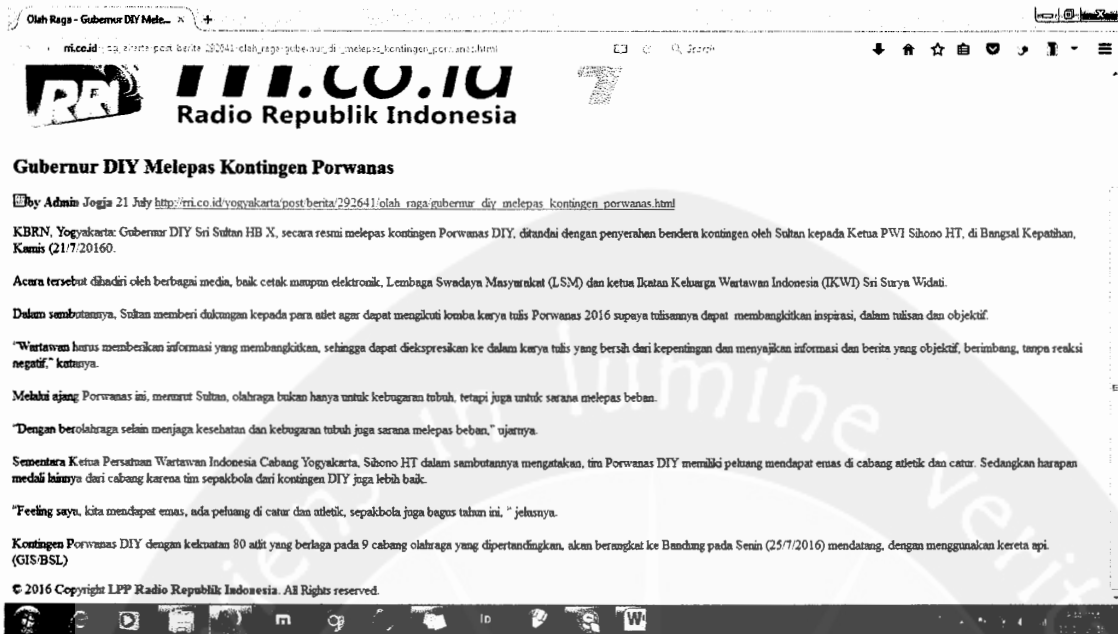 Olah Raga - Gubernur DIY Mele... × +
Search
RRI
rri.co.id
Radio Republik Indonesia
Gubernur DIY Melepas Kontingen Porwanas
by Admin Jogja 21 July http://rri.co.id/yogyakarta/post/berita/292641/olah_raga/gubernur_diy_melepas_kontingen_porwanas.html
KBRN, Yogyakarta: Gubernur DIY Sri Sultan HB X, secara resmi melepas kontingen Porwanas DIY, ditandai dengan penyerahan bendera kontingen oleh Sultan kepada Ketua PWI Sihono HT, di Bangsal Kepatihan,
Kamis (21/7/20160.
Acara tersebut dihadiri oleh berbagai media, baik cetak maupun elektronik, Lembaga Swadaya Masyarakat (LSM) dan ketua Ikatan Keluarga Wartawan Indonesia (IKWI) Sri Surya Widati.
Dalam sambutannya, Sultan memberi dukungan kepada para atlet agar dapat mengikuti lomba karya tulis Porwanas 2016 supaya tulisannya dapat membangkitkan inspirasi, dalam tulisan dan objektif.
"Wartawan harus memberikan informasi yang membangkitkan, sehingga dapat diekspresikan ke dalam karya tulis yang bersih dari kepentingan dan menyajikan informasi dan berita yang objektif, berimbang, tanpa reaksi
negatif," katanya.
Melalui ajang Porwanas ini, menurut Sultan, olahraga bukan hanya untuk kebugaran tubuh, tetapi juga untuk sarana melepas beban.
"Dengan berolahraga selain menjaga kesehatan dan kebugaran tubuh juga sarana melepas beban," ujarnya.
Sementara Ketua Persatuan Wartawan Indonesia Cabang Yogyakarta, Sihono HT dalam sambutannya mengatakan, tim Porwanas DIY memiliki peluang mendapat emas di cabang atletik dan catur. Sedangkan harapan
medali lainnya dari cabang karena tim sepakbola dari kontingen DIY juga lebih baik.
"Feeling saya, kita mendapat emas, ada peluang di catur dan atletik, sepakbola juga bagus tahun ini, " jelasnya.
Kontingen Porwanas DIY dengan kekuatan 80 atlit yang berlaga pada 9 cabang olahraga yang dipertandingkan, akan berangkat ke Bandung pada Senin (25/7/2016) mendatang, dengan menggunakan kereta api.
(GIS/BSL)
© 2016 Copyright LPP Radio Republik Indonesia. All Rights reserved.
in lumine verit